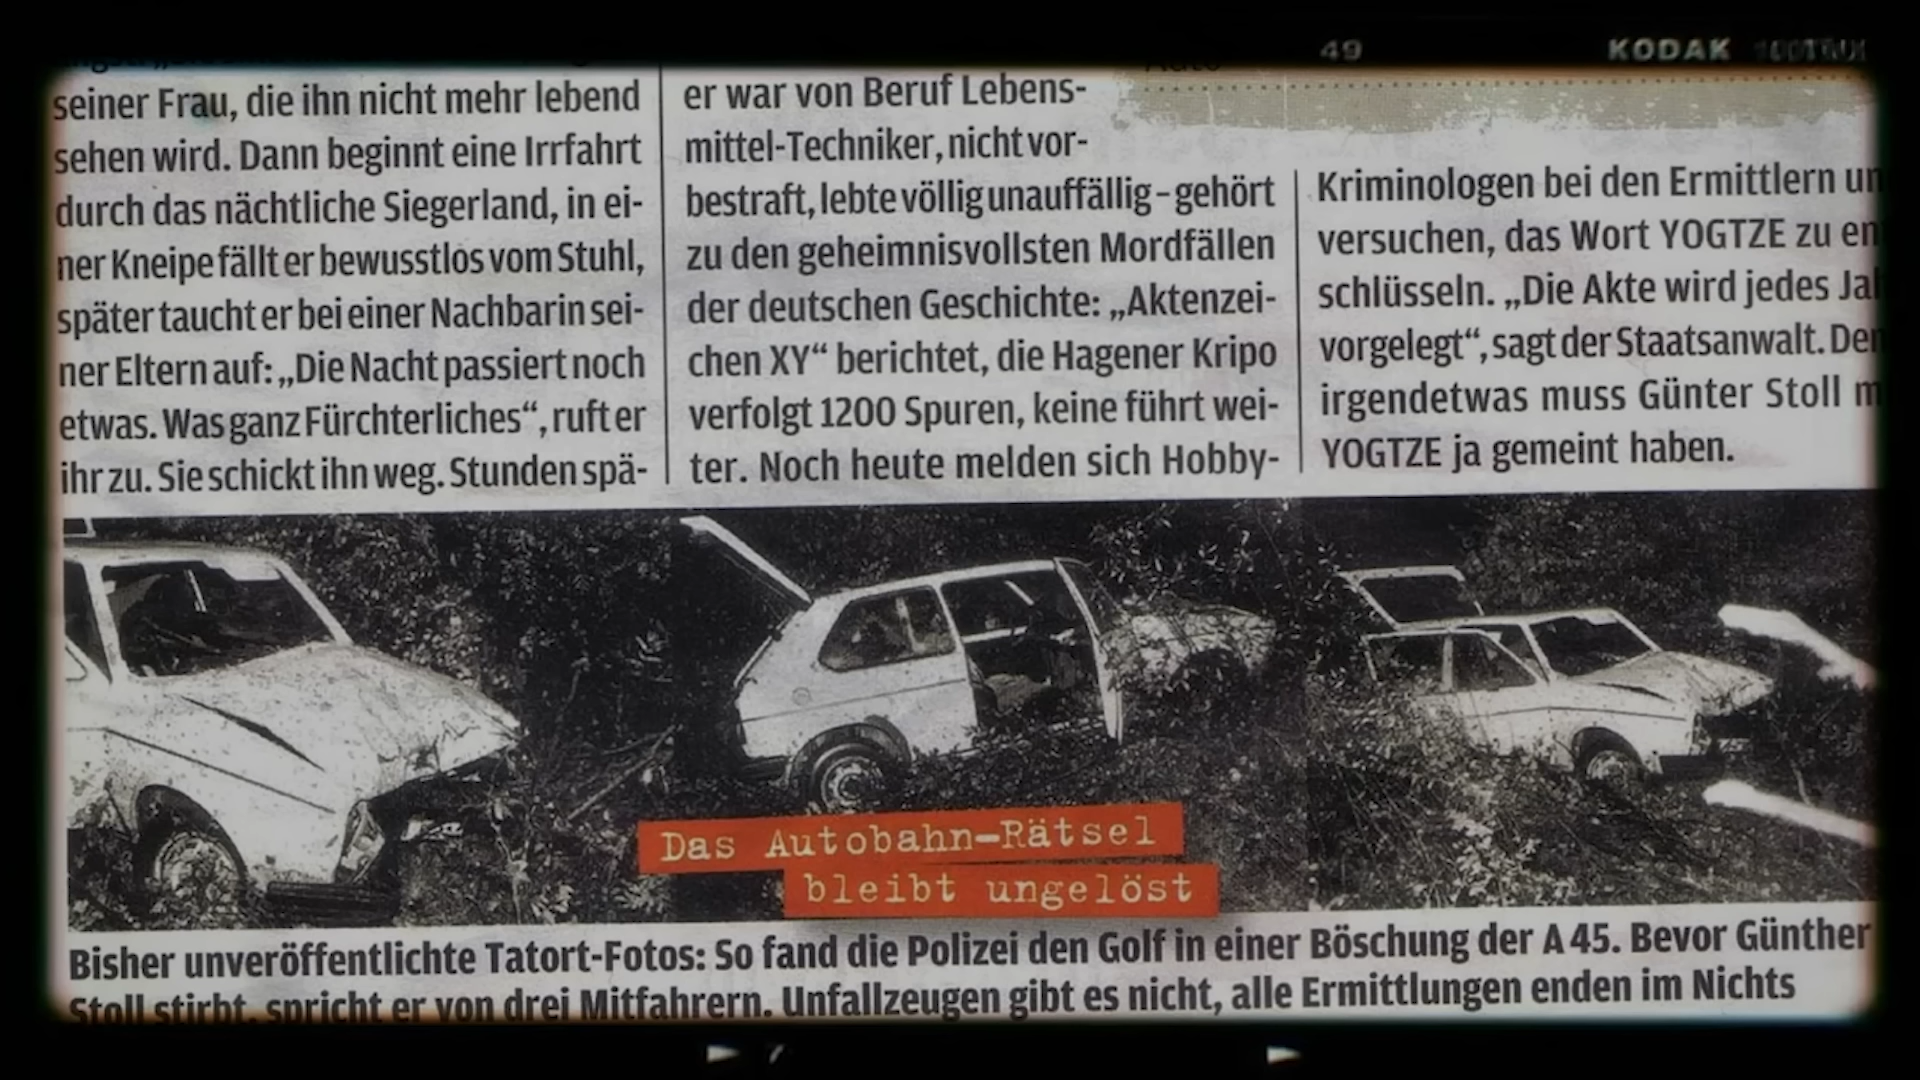 49
KODAK
seiner Frau, die ihn nicht mehr lebend
sehen wird. Dann beginnt eine Irrfahrt
durch das nächtliche Siegerland, in ei-
ner Kneipe fällt er bewusstlos vom Stuhl,
später taucht er bei einer Nachbarin sei-
ner Eltern auf: „Die Nacht passiert noch
etwas. Was ganz Fürchterliches“, ruft er
ihr zu. Sie schickt ihn weg. Stunden spä-
er war von Beruf Lebens-
mittel-Techniker, nicht vor-
bestraft, lebte völlig unauffällig – gehört
zu den geheimnisvollsten Mordfällen
der deutschen Geschichte: „Aktenzei-
chen XY“ berichtet, die Hagener Kripo
verfolgt 1200 Spuren, keine führt wei-
ter. Noch heute melden sich Hobby-
Kriminologen bei den Ermittlern un
versuchen, das Wort YOGTZE zu en
schlüsseln. „Die Akte wird jedes Jah
vorgelegt“, sagt der Staatsanwalt. Den
irgendetwas muss Günter Stoll m
YOGTZE ja gemeint haben.
Das Autobahn-Rätsel
bleibt ungelöst
Bisher unveröffentlichte Tatort-Fotos: So fand die Polizei den Golf in einer Böschung der A 45. Bevor Günther
Stoll stirbt, spricht er von drei Mitfahrern. Unfallzeugen gibt es nicht, alle Ermittlungen enden im Nichts